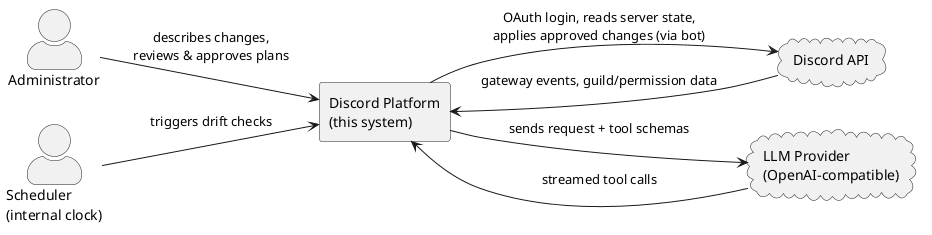 Administrator
describes changes,
reviews & approves plans
Scheduler
(internal clock)
triggers drift checks
Discord Platform
(this system)
OAuth login, reads server state,
applies approved changes (via bot)
gateway events, guild/permission data
Discord API
sends request + tool schemas
streamed tool calls
LLM Provider
(OpenAI-compatible)